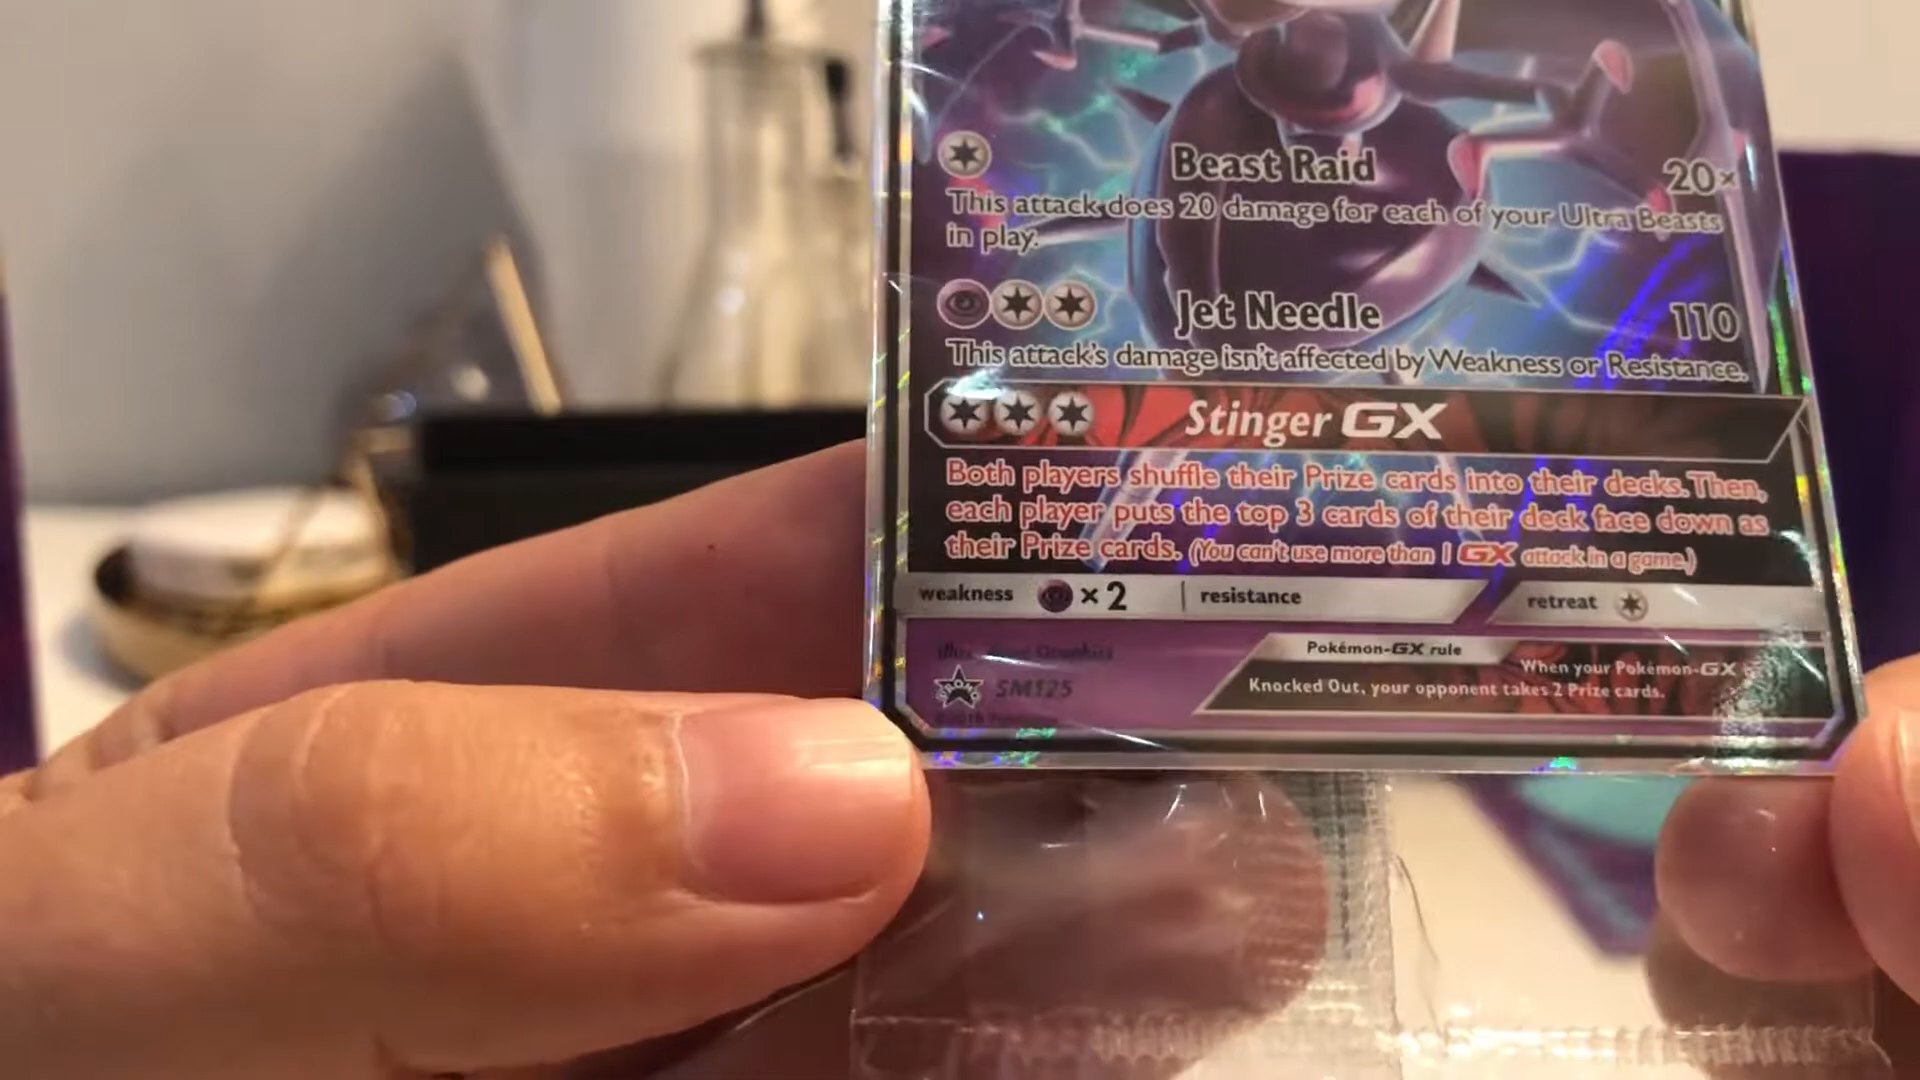 Beast Raid 20×
This attack does 20 damage for each of your Ultra Beasts
in play.
Jet Needle 110
This attack's damage isn't affected by Weakness or Resistance.
Stinger GX
Both players shuffle their Prize cards into their decks. Then,
each player puts the top 3 cards of their deck face down as
their Prize cards. (You can't use more than 1 GX attack in a game.)
weakness ×2 resistance retreat
Pokémon-GX rule
illus.
When your Pokémon-GX
PROMO SM125 Knocked Out, your opponent takes 2 Prize cards.